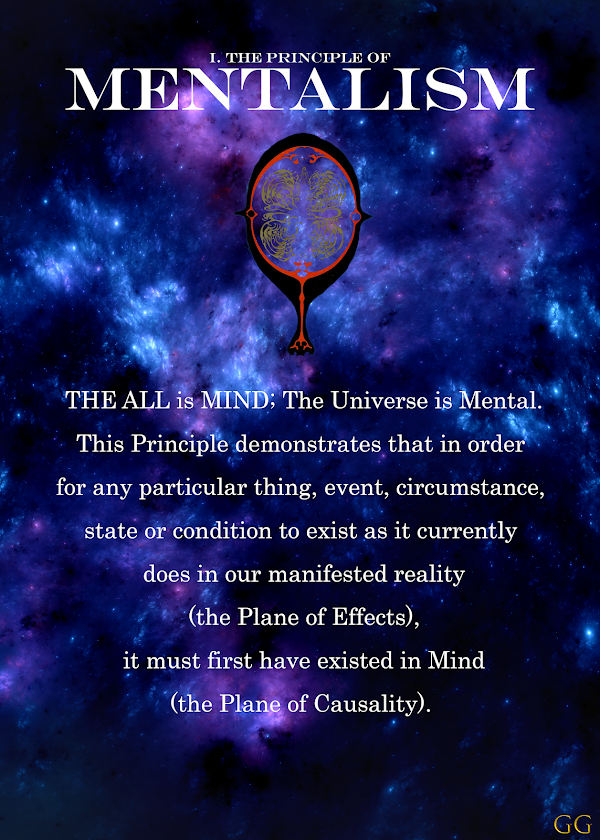 I. THE PRINCIPLE OF
MENTALISM
THE ALL is MIND; The Universe is Mental.
This Principle demonstrates that in order
for any particular thing, event, circumstance,
state or condition to exist as it currently
does in our manifested reality
(the Plane of Effects),
it must first have existed in Mind
(the Plane of Causality).
GG